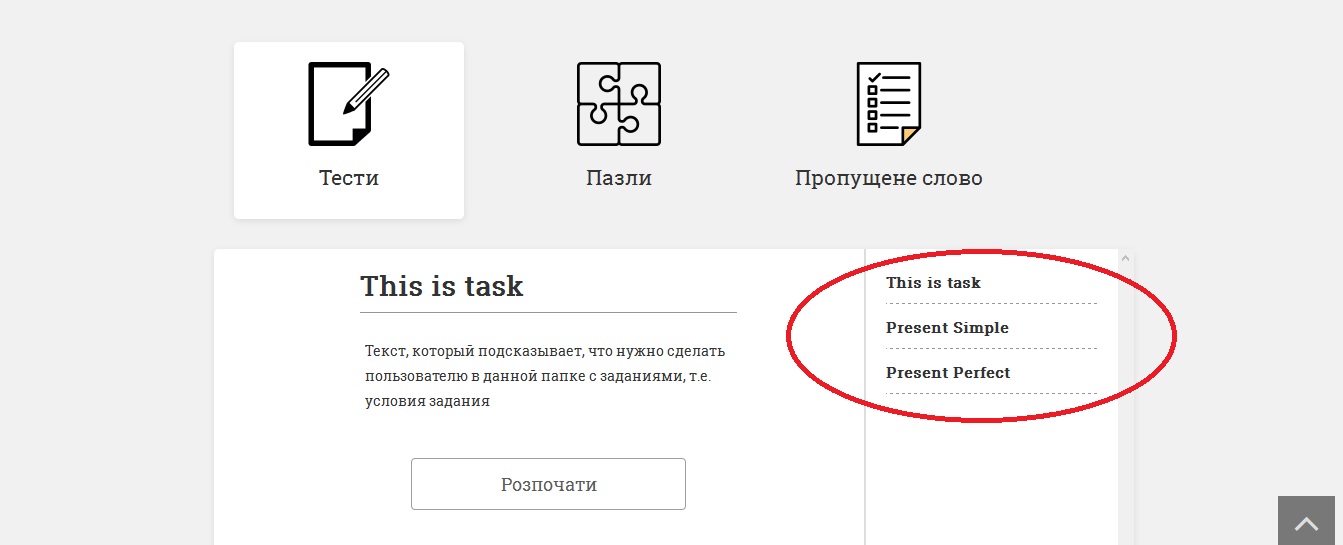 Тести
Пазли
Пропущене слово
This is task
Текст, который подсказывает, что нужно сделать
пользователю в данной папке с заданиями, т.е.
условия задания
Розпочати
This is task
Present Simple
Present Perfect